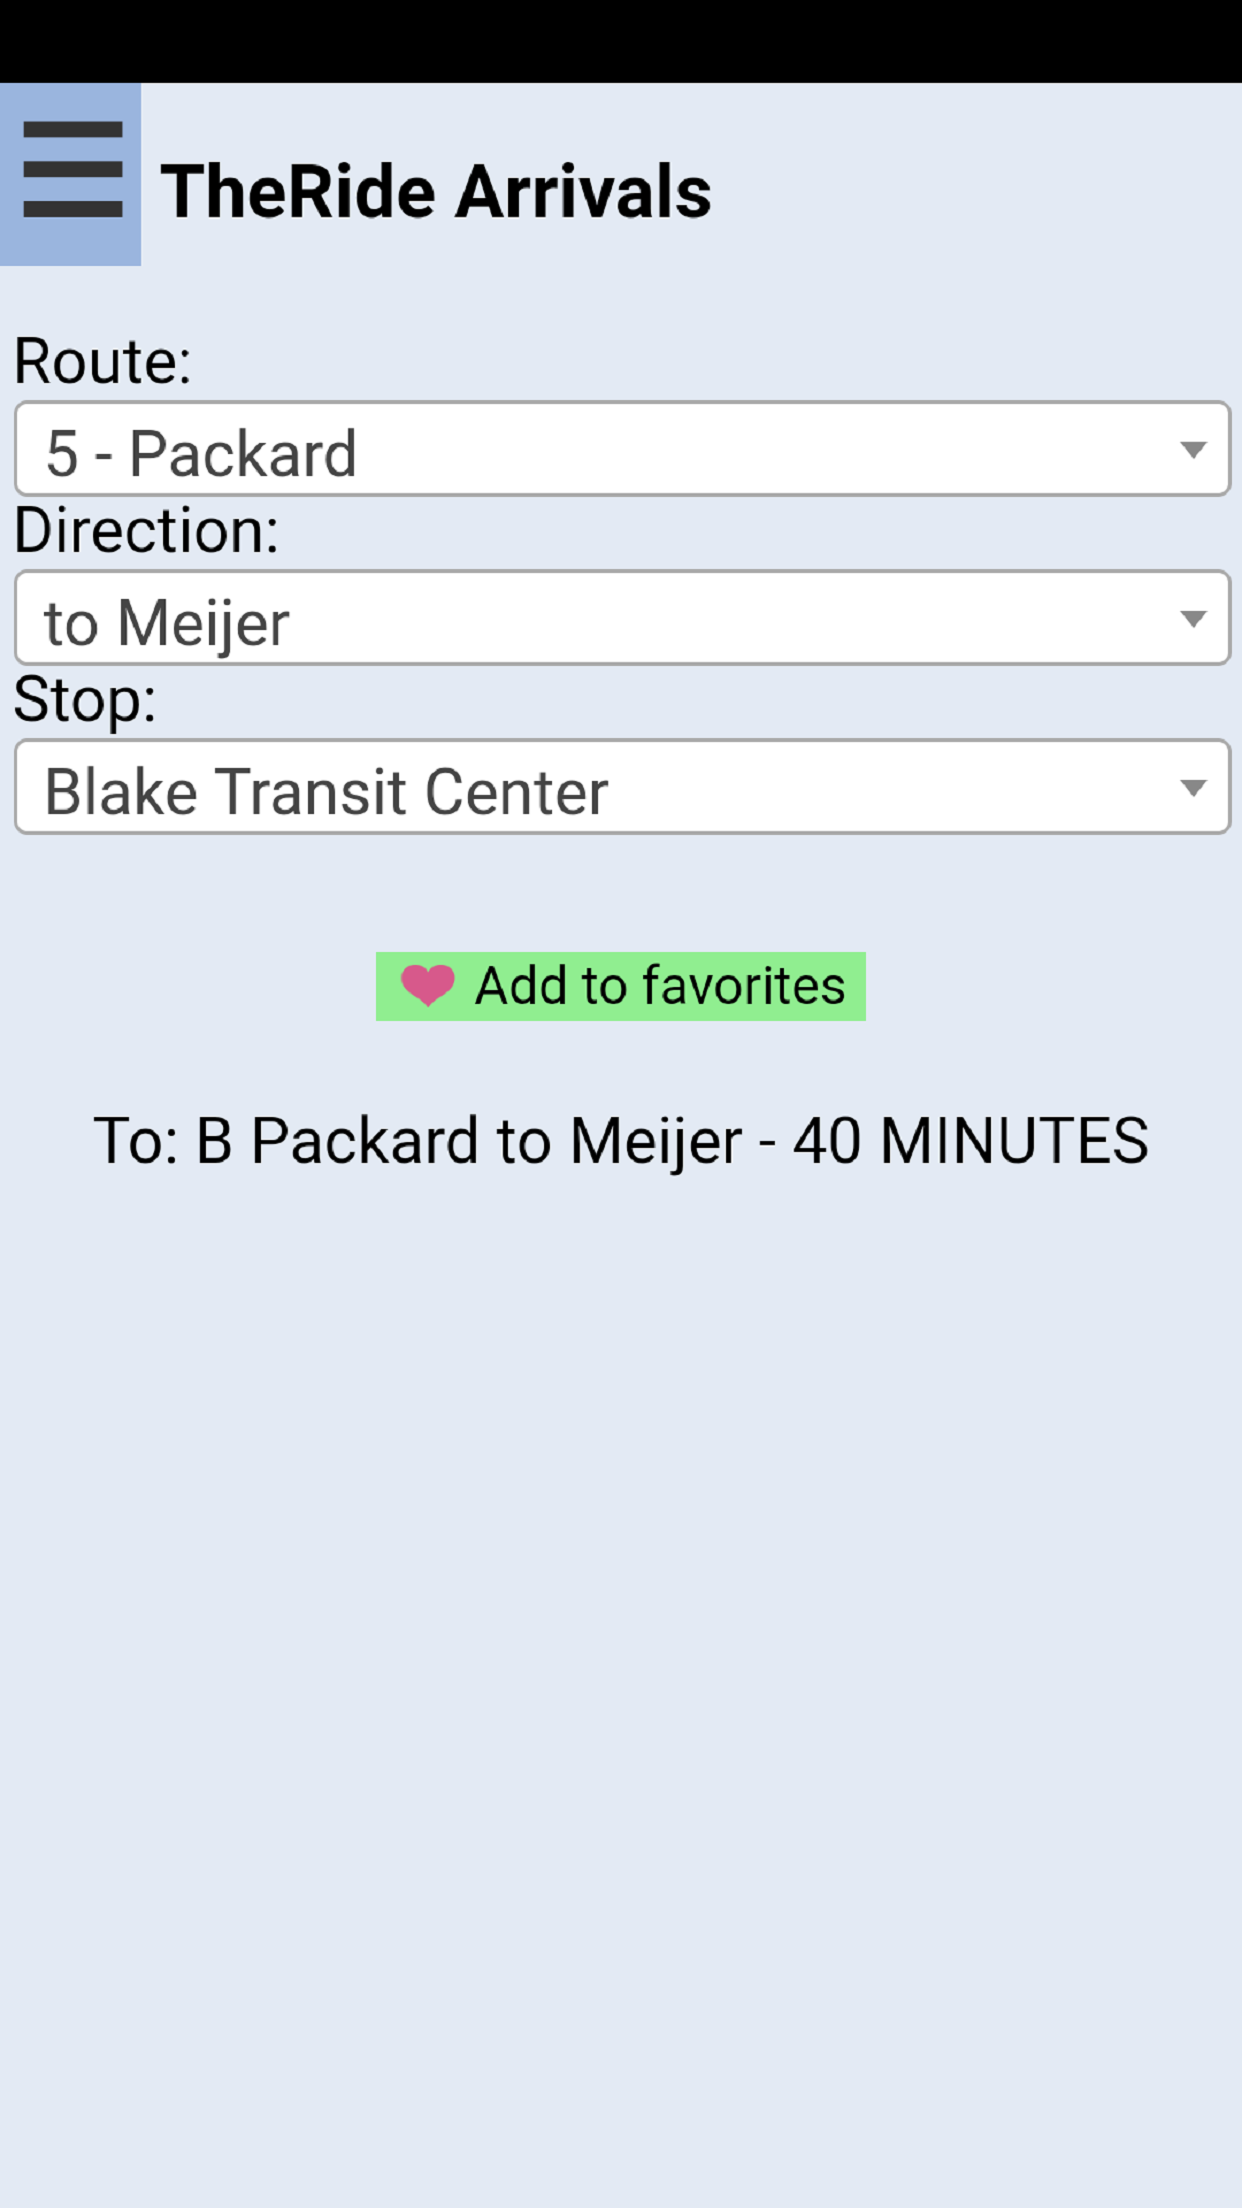 TheRide Arrivals
Route:
5 - Packard
Direction:
to Meijer
Stop:
Blake Transit Center
Add to favorites
To: B Packard to Meijer - 40 MINUTES